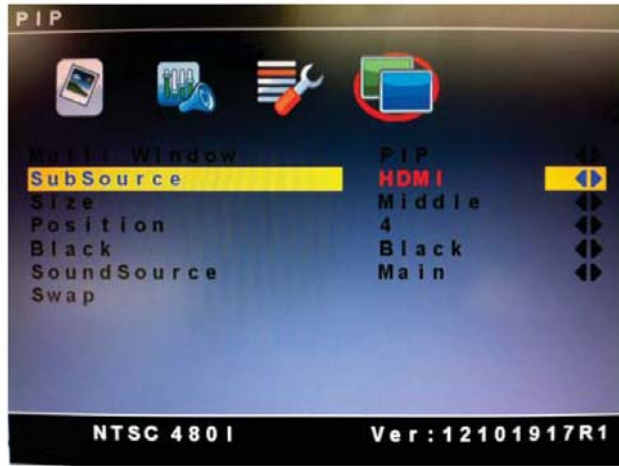 PIP
Multi Window PIP
SubSource HDMI
Size Middle
Position 4
Black Black
SoundSource Main
Swap
NTSC 480I Ver:12101917R1